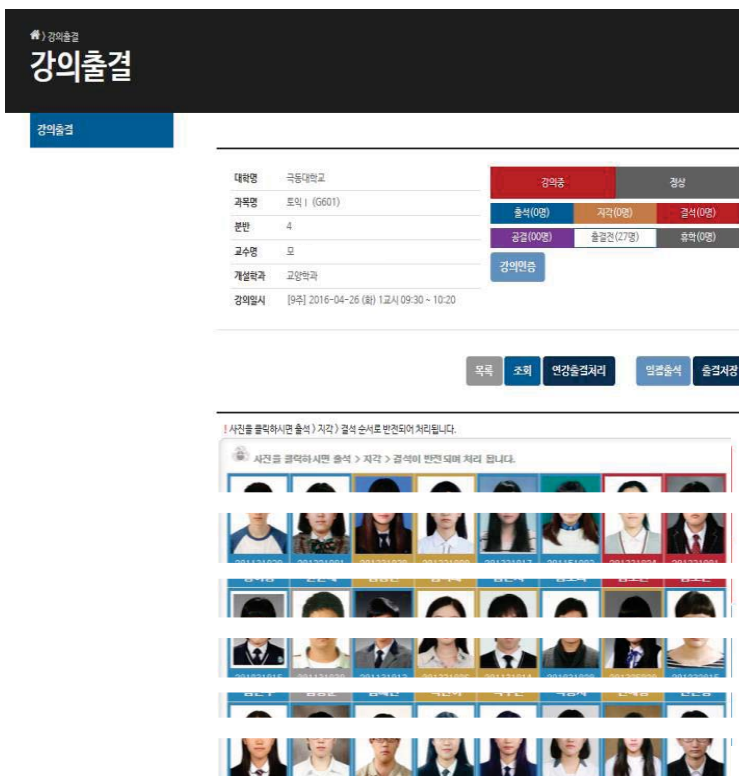 강의출결
강의출결
강의출결
대학명 극동대학교
과목명 토익 I (G601)
분반 4
교수명 모
개설학과 교양학과
강의일시 [9주] 2016-04-26 (화) 1교시 09:30 ~ 10:20
강의중 정상
출석(0명) 지각(0명) 결석(0명)
공결(00명) 출결전(27명) 휴학(0명)
강의인증
목록 조회 연강출결처리 일괄출석 출결저장
! 사진을 클릭하시면 출석 > 지각 > 결석 순서로 반전되어 처리됩니다.
사진을 클릭하시면 출석 > 지각 > 결석이 반전되며 처리 됩니다.